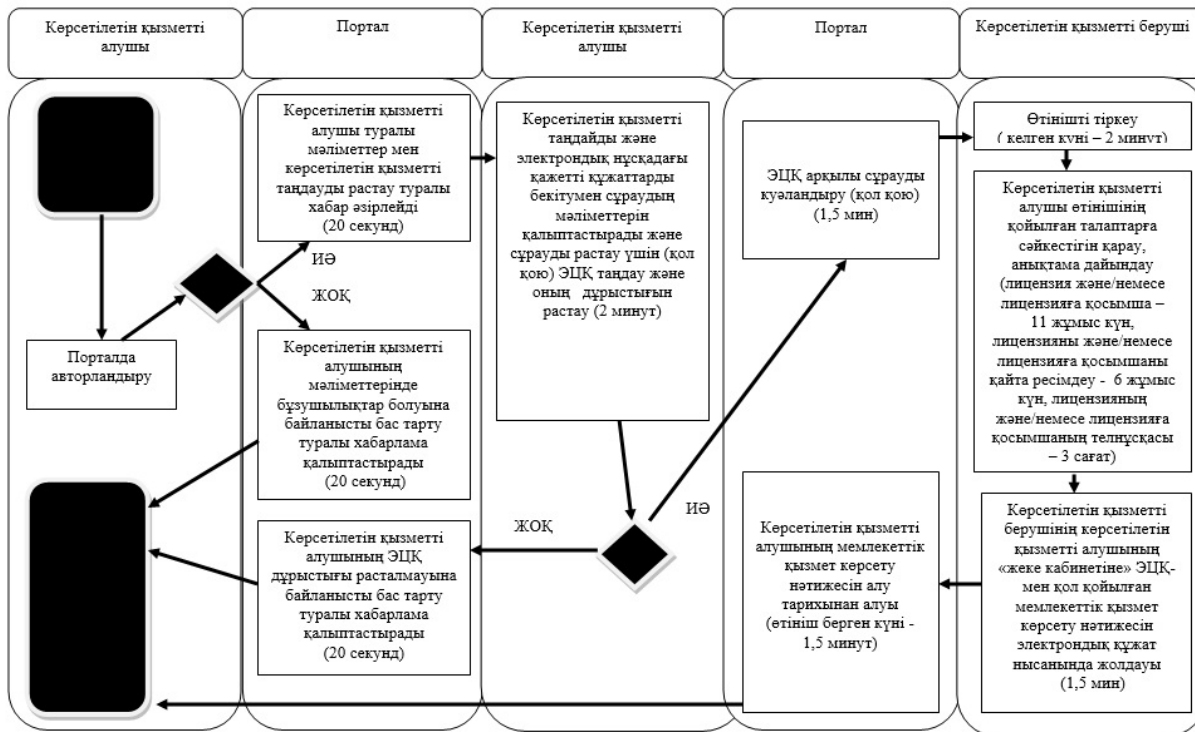 Көрсетілетін қызметті
алушы
Портал
Көрсетілетін қызметті
алушы
Портал
Көрсетілетін қызметті беруші
Порталда
авторландыру
Көрсетілетін қызметті
алушы туралы
мәліметтер мен
көрсетілетін қызметті
таңдауды растау туралы
хабар әзірлейді
(20 секунд)
ИӘ
ЖОҚ
Көрсетілетін қызметті
алушының
мәліметтерінде
бұзушылықтар болуына
байланысты бас тарту
туралы хабарлама
қалыптастырады
(20 секунд)
Көрсетілетін қызметті
алушының ЭЦҚ
дұрыстығы расталмауына
байланысты бас тарту
туралы хабарлама
қалыптастырады
(20 секунд)
Көрсетілетін қызметті
таңдайды және
электрондық нұсқадағы
қажетті құжаттарды
бекітумен сұраудың
мәліметтерін
қалыптастырады және
сұрауды растау үшін (қол
қою) ЭЦҚ таңдау және
оның дұрыстығын
растау (2 минут)
ЖОҚ
ИӘ
ЭЦҚ арқылы сұрауды
куәландыру (қол қою)
(1,5 мин)
Көрсетілетін қызметті
алушының мемлекеттік
қызмет көрсету
нәтижесін алу
тарихынан алуы
(өтініш берген күні -
1,5 минут)
Өтінішті тіркеу
( келген күні – 2 минут)
Көрсетілетін қызметті
алушы өтінішінің
қойылған талаптарға
сәйкестігін қарау,
анықтама дайындау
(лицензия және/немесе
лицензияға қосымша –
11 жұмыс күн,
лицензияны және/немесе
лицензияға қосымшаны
қайта ресімдеу - 6 жұмыс
күн, лицензияның
және/немесе лицензияға
қосымшаның телнұсқасы
– 3 сағат)
Көрсетілетін қызметті
берушінің көрсетілетін
қызметті алушының
«жеке кабинетіне» ЭЦҚ-
мен қол қойылған
мемлекеттік қызмет
көрсету нәтижесін
электрондық құжат
нысанында жолдауы
(1,5 мин)